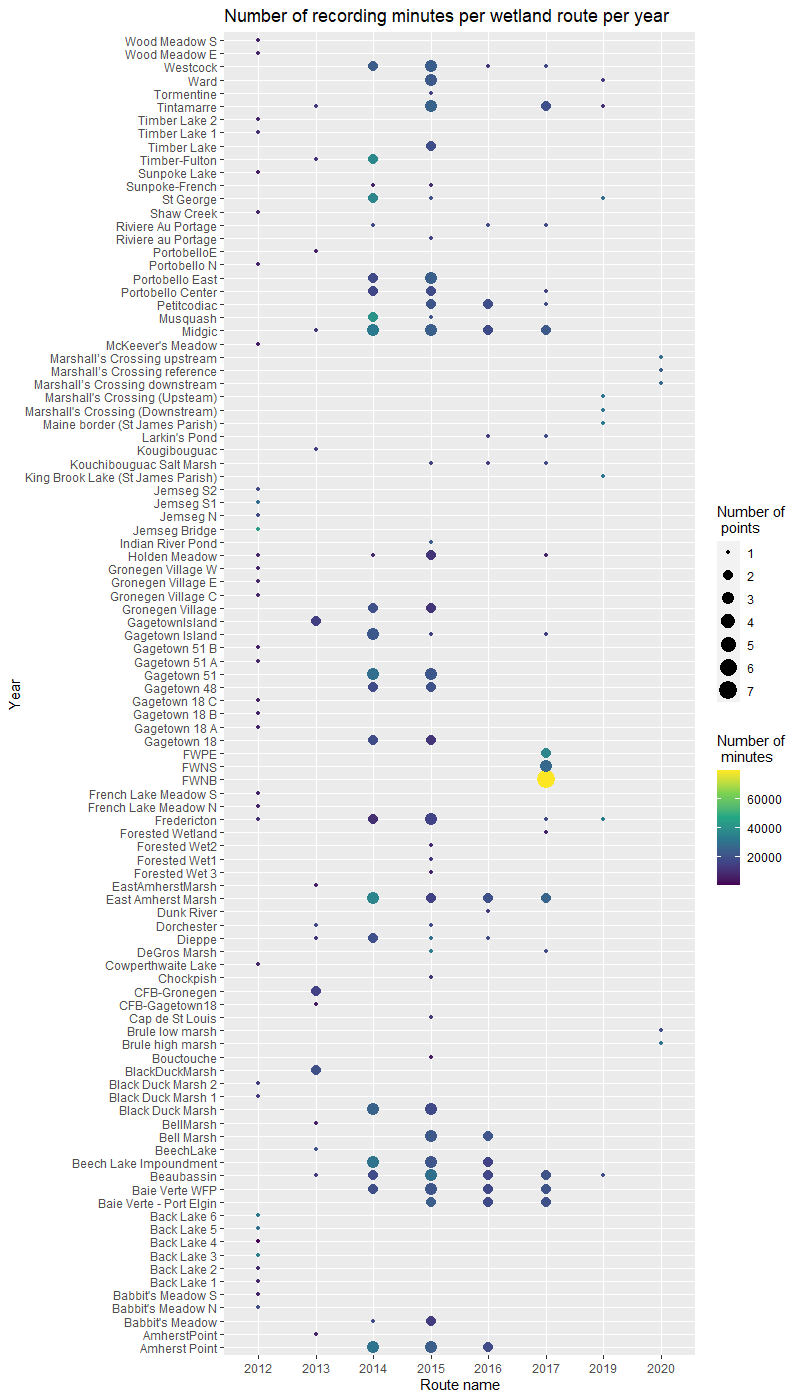 Number of recording minutes per wetland route per year
Wood Meadow S
Wood Meadow E
Westcock
Ward
Tormentine
Tintamarre
Timber Lake 2
Timber Lake 1
Timber Lake
Timber-Fulton
Sunpoke Lake
Sunpoke-French
St George
Shaw Creek
Riviere Au Portage
Riviere au Portage
PortobelloE
Portobello N
Portobello East
Portobello Center
Petitcodiac
Musquash
Midgic
McKeever's Meadow
Marshall's Crossing upstream
Marshall's Crossing reference
Marshall's Crossing downstream
Marshall's Crossing (Upsteam)
Marshall's Crossing (Downstream)
Maine border (St James Parish)
Larkin's Pond
Kougibouguac
Kouchibouguac Salt Marsh
King Brook Lake (St James Parish)
Jemseg S2
Jemseg S1
Jemseg N
Jemseg Bridge
Indian River Pond
Holden Meadow
Gronegen Village W
Gronegen Village E
Gronegen Village C
Gronegen Village
GagetownIsland
Gagetown Island
Gagetown 51 B
Gagetown 51 A
Gagetown 51
Gagetown 48
Gagetown 18 C
Gagetown 18 B
Gagetown 18 A
Gagetown 18
FWPE
FWNS
FWNB
French Lake Meadow S
French Lake Meadow N
Fredericton
Forested Wetland
Forested Wet2
Forested Wet1
Forested Wet 3
EastAmherstMarsh
East Amherst Marsh
Dunk River
Dorchester
Dieppe
DeGros Marsh
Cowperthwaite Lake
Chockpish
CFB-Gronegen
CFB-Gagetown18
Cap de St Louis
Brule low marsh
Brule high marsh
Bouctouche
BlackDuckMarsh
Black Duck Marsh 2
Black Duck Marsh 1
Black Duck Marsh
BellMarsh
Bell Marsh
BeechLake
Beech Lake Impoundment
Beaubassin
Baie Verte WFP
Baie Verte - Port Elgin
Back Lake 6
Back Lake 5
Back Lake 4
Back Lake 3
Back Lake 2
Back Lake 1
Babbit's Meadow S
Babbit's Meadow N
Babbit's Meadow
AmherstPoint
Amherst Point
Year
2012 2013 2014 2015 2016 2017 2019 2020
Route name
Number of
points
1
2
3
4
5
6
7
Number of
minutes
60000
40000
20000